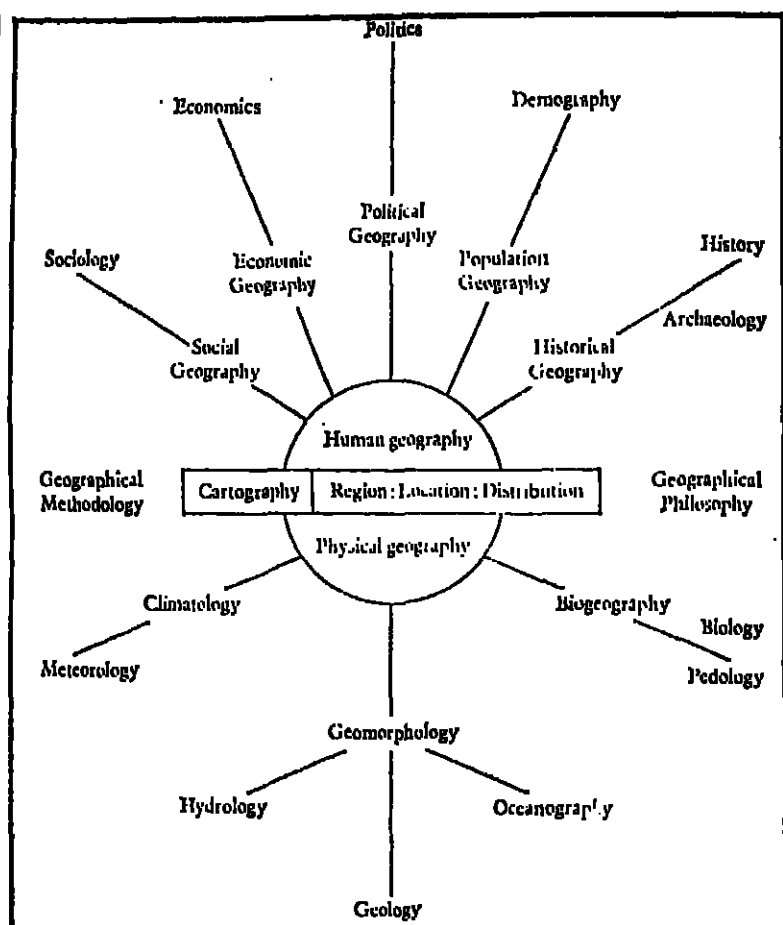 Politics
Economics
Demography
Political
Geography
Sociology
Economic
Geography
Population
Geography
History
Archaeology
Social
Geography
Historical
Geography
Human geography
Geographical
Methodology
Cartography
Region : Location : Distribution
Geographical
Philosophy
Physical geography
Climatology
Biogeography
Biology
Meteorology
Pedology
Geomorphology
Hydrology
Oceanography
Geology